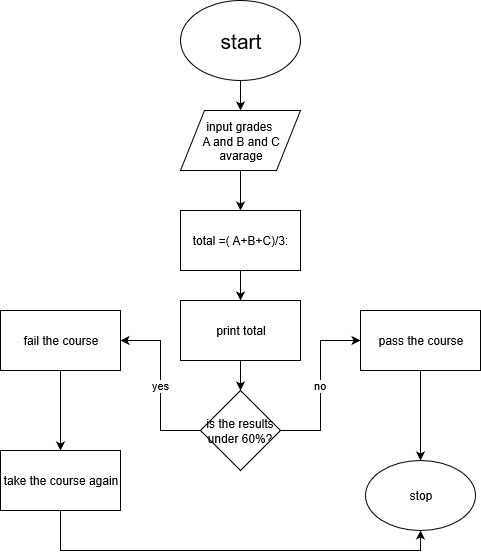 start
input grades
A and B and C
avarage
total =( A+B+C)/3:
print total
fail the course
pass the course
yes
no
is the results
under 60%?
take the course again
stop